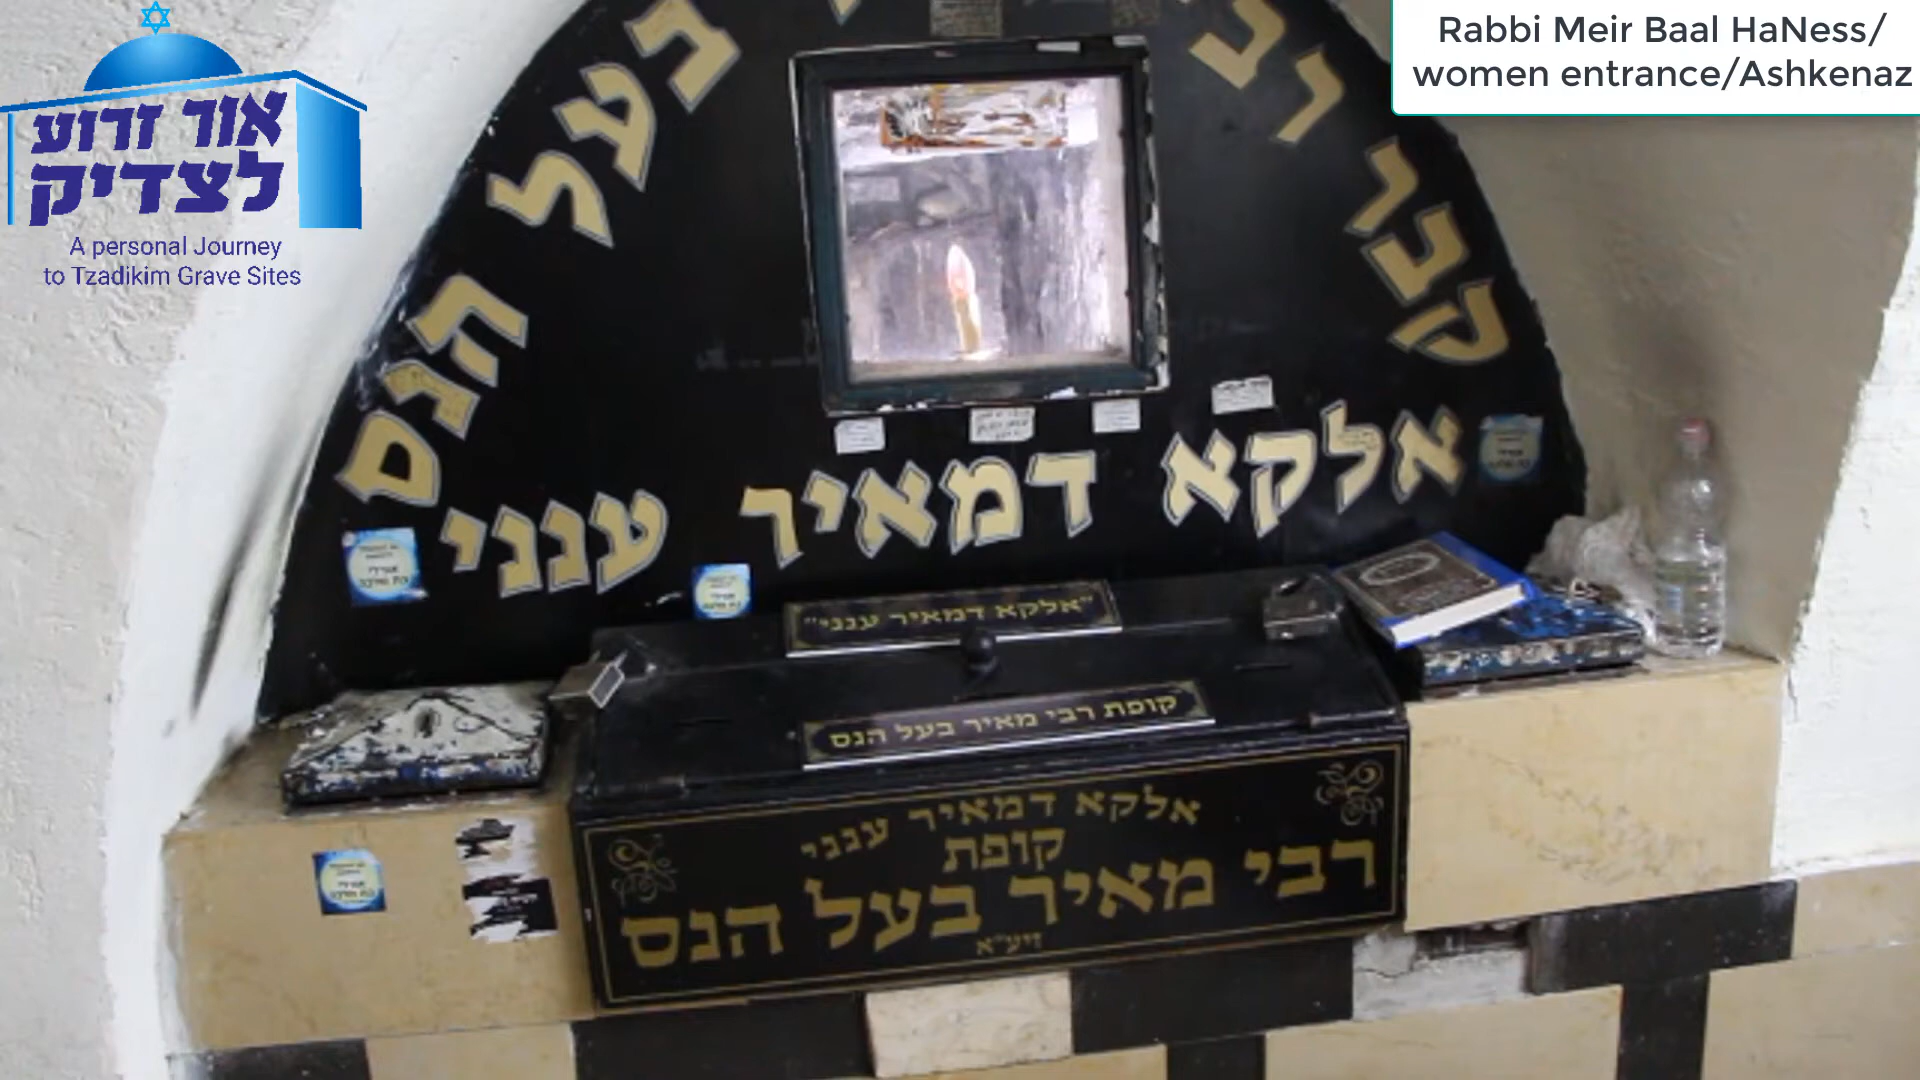 אור זרוע
לצדיק
A personal Journey
to Tzadikim Grave Sites
Rabbi Meir Baal HaNess/
women entrance/Ashkenaz
קבר
בעל הנס
אלקא דמאיר ענני
"אלקא דמאיר ענני"
קופת רבי מאיר בעל הנס
אלקא דמאיר ענני
קופת
רבי מאיר בעל הנס
זיע"א